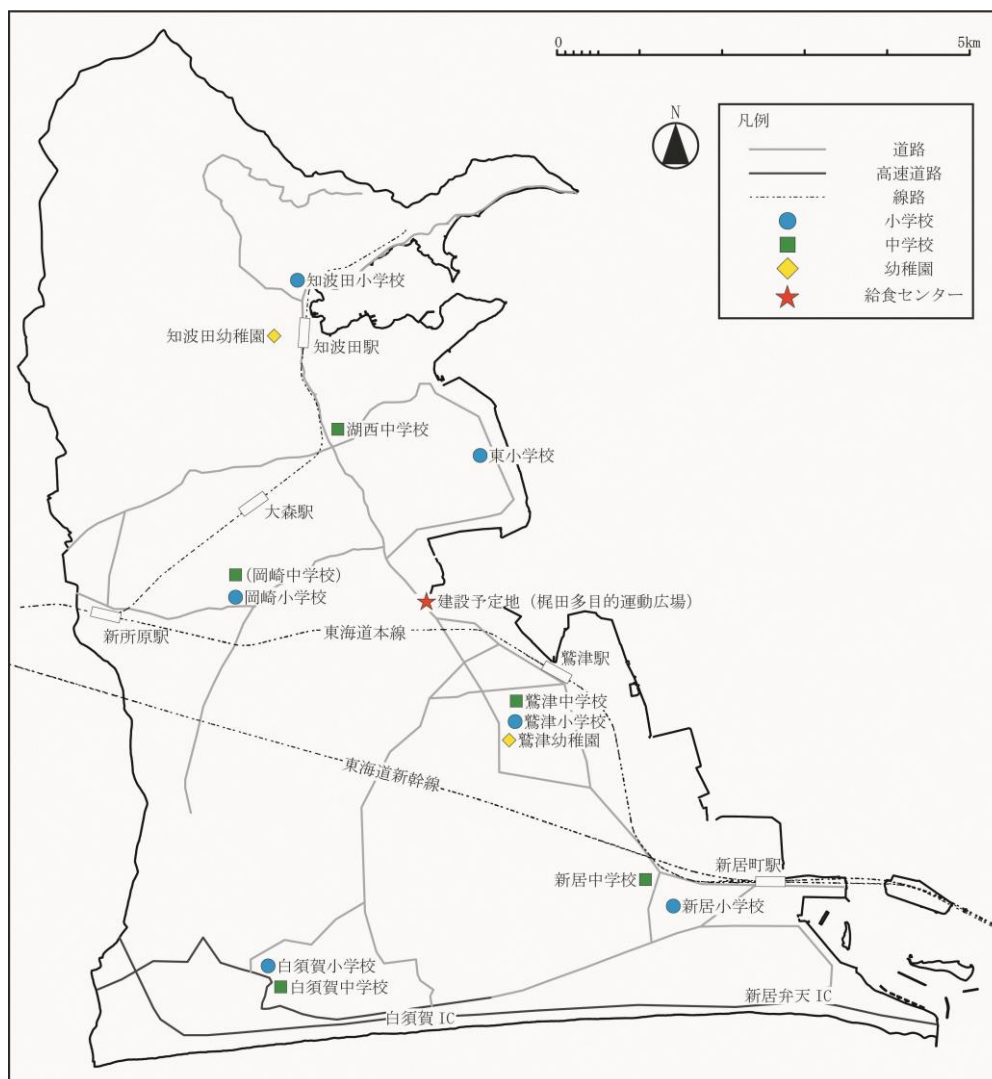 0
5km
N
凡例
道路
高速道路
線路
小学校
中学校
幼稚園
給食センター
知波田小学校
知波田幼稚園
知波田駅
湖西中学校
東小学校
大森駅
(岡崎中学校)
岡崎小学校
建設予定地（梶田多目的運動広場）
新所原駅
東海道本線
鷲津駅
鷲津中学校
鷲津小学校
鷲津幼稚園
東海道新幹線
新居町駅
新居中学校
新居小学校
白須賀小学校
白須賀中学校
新居弁天 IC
白須賀 IC